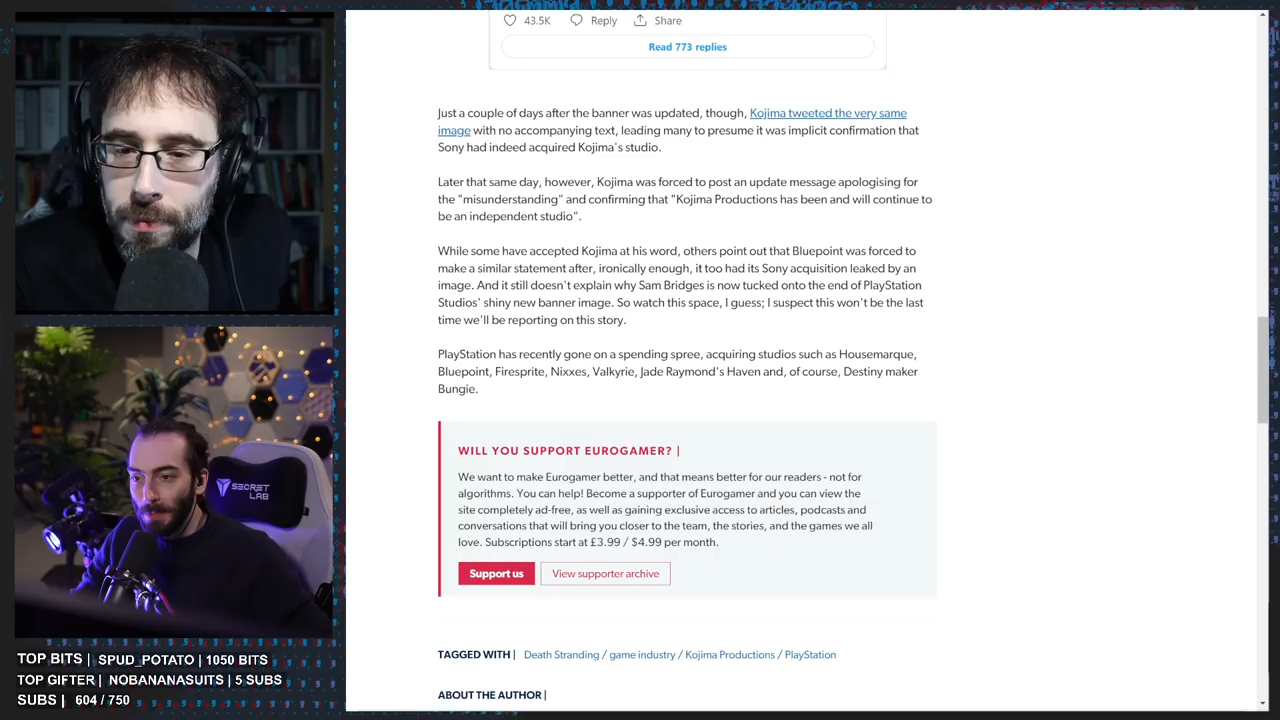 43.5K Reply Share
Read 773 replies
Just a couple of days after the banner was updated, though, Kojima tweeted the very same
image with no accompanying text, leading many to presume it was implicit confirmation that
Sony had indeed acquired Kojima's studio.
Later that same day, however, Kojima was forced to post an update message apologising for
the "misunderstanding" and confirming that "Kojima Productions has been and will continue to
be an independent studio".
While some have accepted Kojima at his word, others point out that Bluepoint was forced to
make a similar statement after, ironically enough, it too had its Sony acquisition leaked by an
image. And it still doesn't explain why Sam Bridges is now tucked onto the end of PlayStation
Studios' shiny new banner image. So watch this space, I guess; I suspect this won't be the last
time we'll be reporting on this story.
PlayStation has recently gone on a spending spree, acquiring studios such as Housemarque,
Bluepoint, Firesprite, Nixxes, Valkyrie, Jade Raymond's Haven and, of course, Destiny maker
Bungie.
WILL YOU SUPPORT EUROGAMER? |
We want to make Eurogamer better, and that means better for our readers - not for
algorithms. You can help! Become a supporter of Eurogamer and you can view the
site completely ad-free, as well as gaining exclusive access to articles, podcasts and
conversations that will bring you closer to the team, the stories, and the games we all
love. Subscriptions start at £3.99 / $4.99 per month.
Support us View supporter archive
TAGGED WITH | Death Stranding / game industry / Kojima Productions / PlayStation
ABOUT THE AUTHOR |
SECRET
LAB
TOP BITS | SPUD_POTATO | 1050 BITS
TOP GIFTER | NOBANANASUITS | 5 SUBS
SUBS | 604 / 750